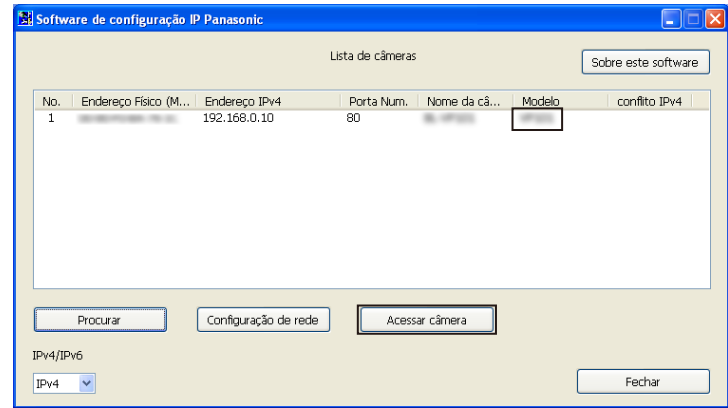 Software de configuração IP Panasonic
Lista de câmeras
Sobre este software
No. Endereço Físico (M... Endereço IPv4 Porta Num. Nome da câ... Modelo conflito IPv4
1 192.168.0.10 80
Procurar Configuração de rede Acessar câmera
IPv4/IPv6
IPv4 Fechar